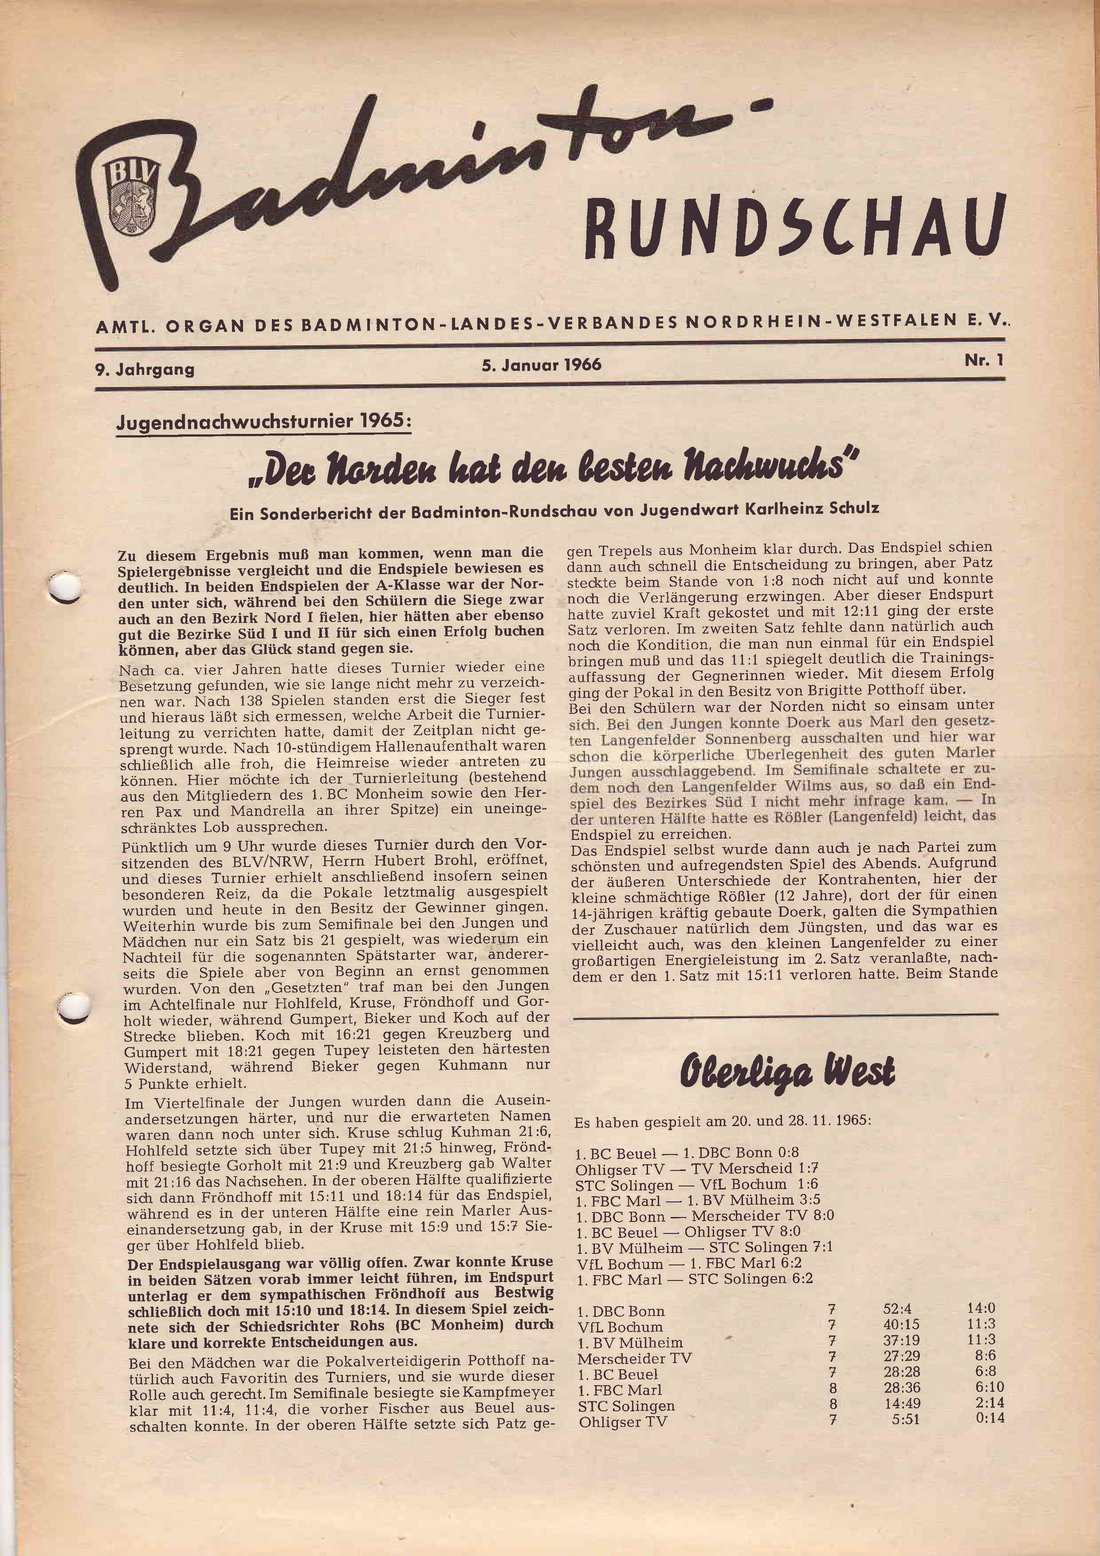 BLV
Badminton-
RUNDSCHAU
AMTL. ORGAN DES BADMINTON-LANDES-VERBANDES NORDRHEIN-WESTFALEN E. V..
9. Jahrgang 5. Januar 1966 Nr. 1
Jugendnachwuchsturnier 1965:
„Der Norden hat den besten Nachwuchs“
Ein Sonderbericht der Badminton-Rundschau von Jugendwart Karlheinz Schulz
Zu diesem Ergebnis muß man kommen, wenn man die
Spielergebnisse vergleicht und die Endspiele bewiesen es
deutlich. In beiden Endspielen der A-Klasse war der Nor-
den unter sich, während bei den Schülern die Siege zwar
auch an den Bezirk Nord I fielen, hier hätten aber ebenso
gut die Bezirke Süd I und II für sich einen Erfolg buchen
können, aber das Glück stand gegen sie.
Nach ca. vier Jahren hatte dieses Turnier wieder eine
Besetzung gefunden, wie sie lange nicht mehr zu verzeich-
nen war. Nach 138 Spielen standen erst die Sieger fest
und hieraus läßt sich ermessen, welche Arbeit die Turnier-
leitung zu verrichten hatte, damit der Zeitplan nicht ge-
sprengt wurde. Nach 10-stündigem Hallenaufenthalt waren
schließlich alle froh, die Heimreise wieder antreten zu
können. Hier möchte ich der Turnierleitung (bestehend
aus den Mitgliedern des 1. BC Monheim sowie den Her-
ren Pax und Mandrella an ihrer Spitze) ein uneinge-
schränktes Lob aussprechen.
Pünktlich um 9 Uhr wurde dieses Turnier durch den Vor-
sitzenden des BLV/NRW, Herrn Hubert Brohl, eröffnet,
und dieses Turnier erhielt anschließend insofern seinen
besonderen Reiz, da die Pokale letztmalig ausgespielt
wurden und heute in den Besitz der Gewinner gingen.
Weiterhin wurde bis zum Semifinale bei den Jungen und
Mädchen nur ein Satz bis 21 gespielt, was wiederum ein
Nachteil für die sogenannten Spätstarter war, anderer-
seits die Spiele aber von Beginn an ernst genommen
wurden. Von den „Gesetzten“ traf man bei den Jungen
im Achtelfinale nur Hohlfeld, Kruse, Fröndhoff und Gor-
holt wieder, während Gumpert, Bieker und Koch auf der
Strecke blieben. Koch mit 16:21 gegen Kreuzberg und
Gumpert mit 18:21 gegen Tupey leisteten den härtesten
Widerstand, während Bieker gegen Kuhmann nur
5 Punkte erhielt.
Im Viertelfinale der Jungen wurden dann die Ausein-
andersetzungen härter, und nur die erwarteten Namen
waren dann noch unter sich. Kruse schlug Kuhman 21:6,
Hohlfeld setzte sich über Tupey mit 21:5 hinweg, Frönd-
hoff besiegte Gorholt mit 21:9 und Kreuzberg gab Walter
mit 21:16 das Nachsehen. In der oberen Hälfte qualifizierte
sich dann Fröndhoff mit 15:11 und 18:14 für das Endspiel,
während es in der unteren Hälfte eine rein Marler Aus-
einandersetzung gab, in der Kruse mit 15:9 und 15:7 Sie-
ger über Hohlfeld blieb.
Der Endspielausgang war völlig offen. Zwar konnte Kruse
in beiden Sätzen vorab immer leicht führen, im Endspurt
unterlag er dem sympathischen Fröndhoff aus Bestwig
schließlich doch mit 15:10 und 18:14. In diesem Spiel zeich-
nete sich der Schiedsrichter Rohs (BC Monheim) durch
klare und korrekte Entscheidungen aus.
Bei den Mädchen war die Pokalverteidigerin Potthoff na-
türlich auch Favoritin des Turniers, und sie wurde dieser
Rolle auch gerecht. Im Semifinale besiegte sie Kampfmeyer
klar mit 11:4, 11:4, die vorher Fischer aus Beuel aus-
schalten konnte. In der oberen Hälfte setzte sich Patz ge-
gen Trepels aus Monheim klar durch. Das Endspiel schien
dann auch schnell die Entscheidung zu bringen, aber Patz
steckte beim Stande von 1:8 noch nicht auf und konnte
noch die Verlängerung erzwingen. Aber dieser Endspurt
hatte zuviel Kraft gekostet und mit 12:11 ging der erste
Satz verloren. Im zweiten Satz fehlte dann natürlich auch
noch die Kondition, die man nun einmal für ein Endspiel
bringen muß und das 11:1 spiegelt deutlich die Trainings-
auffassung der Gegnerinnen wieder. Mit diesem Erfolg
ging der Pokal in den Besitz von Brigitte Potthoff über.
Bei den Schülern war der Norden nicht so einsam unter
sich. Bei den Jungen konnte Doerk aus Marl den gesetz-
ten Langenfelder Sonnenberg ausschalten und hier war
schon die körperliche Überlegenheit des guten Marler
Jungen ausschlaggebend. Im Semifinale schaltete er zu-
dem noch den Langenfelder Wilms aus, so daß ein End-
spiel des Bezirkes Süd I nicht mehr infrage kam. — In
der unteren Hälfte hatte es Rößler (Langenfeld) leicht, das
Endspiel zu erreichen.
Das Endspiel selbst wurde dann auch je nach Partei zum
schönsten und aufregendsten Spiel des Abends. Aufgrund
der äußeren Unterschiede der Kontrahenten, hier der
kleine schmächtige Rößler (12 Jahre), dort der für einen
14-jährigen kräftig gebaute Doerk, galten die Sympathien
der Zuschauer natürlich dem Jüngsten, und das war es
vielleicht auch, was den kleinen Langenfelder zu einer
großartigen Energieleistung im 2. Satz veranlaßte, nach-
dem er den 1. Satz mit 15:11 verloren hatte. Beim Stande
Oberliga West
Es haben gespielt am 20. und 28. 11. 1965:
1. BC Beuel — 1. DBC Bonn 0:8
Ohligser TV — TV Merscheid 1:7
STC Solingen — VfL Bochum 1:6
1. FBC Marl — 1. BV Mülheim 3:5
1. DBC Bonn — Merscheider TV 8:0
1. BC Beuel — Ohligser TV 8:0
1. BV Mülheim — STC Solingen 7:1
VfL Bochum — 1. FBC Marl 6:2
1. FBC Marl — STC Solingen 6:2
1. DBC Bonn 7 52:4 14:0
VfL Bochum 7 40:15 11:3
1. BV Mülheim 7 37:19 11:3
Merscheider TV 7 27:29 8:6
1. BC Beuel 7 28:28 6:8
1. FBC Marl 8 28:36 6:10
STC Solingen 8 14:49 2:14
Ohligser TV 7 5:51 0:14